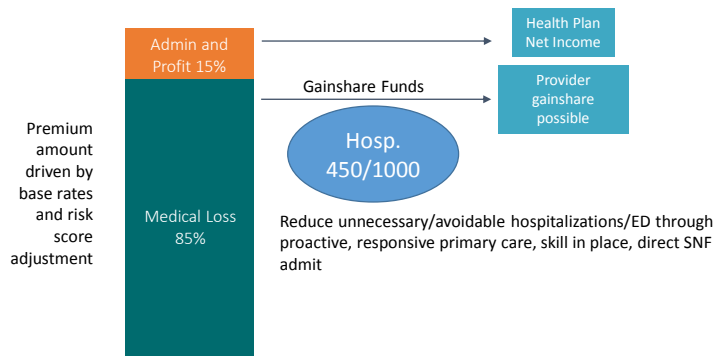 Admin and
Profit 15%
Health Plan
Net Income
Gainshare Funds
Provider
gainshare
possible
Hosp.
450/1000
Premium
amount
driven by
base rates
and risk
score
adjustment
Medical Loss
85%
Reduce unnecessary/avoidable hospitalizations/ED through
proactive, responsive primary care, skill in place, direct SNF
admit